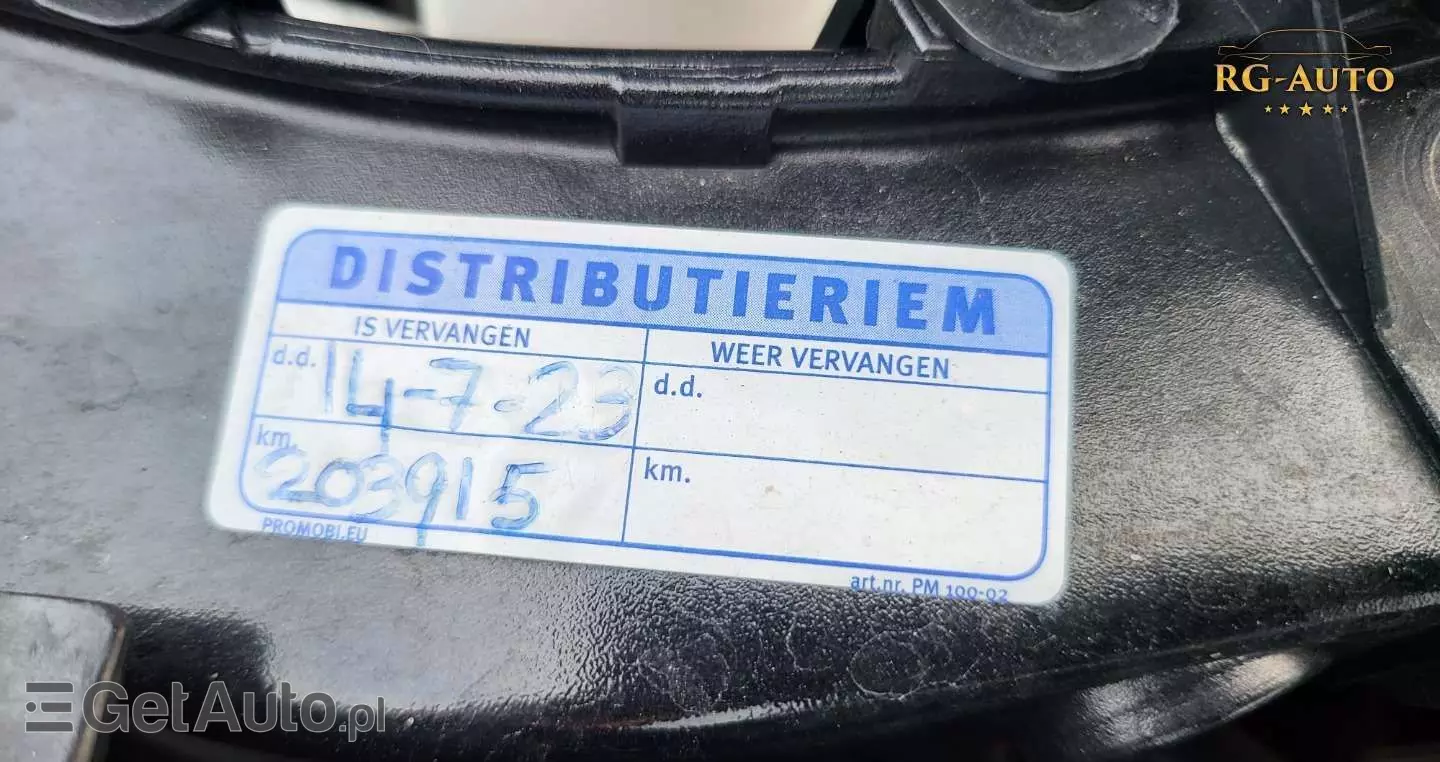 RG-AUTO
DISTRIBUTIERIEM
IS VERVANGEN
WEER VERVANGEN
d.d. 14-7-23
d.d.
km. 203915
km.
PROMOBI.EU
art.nr. PM 100-02
GetAuto.pl